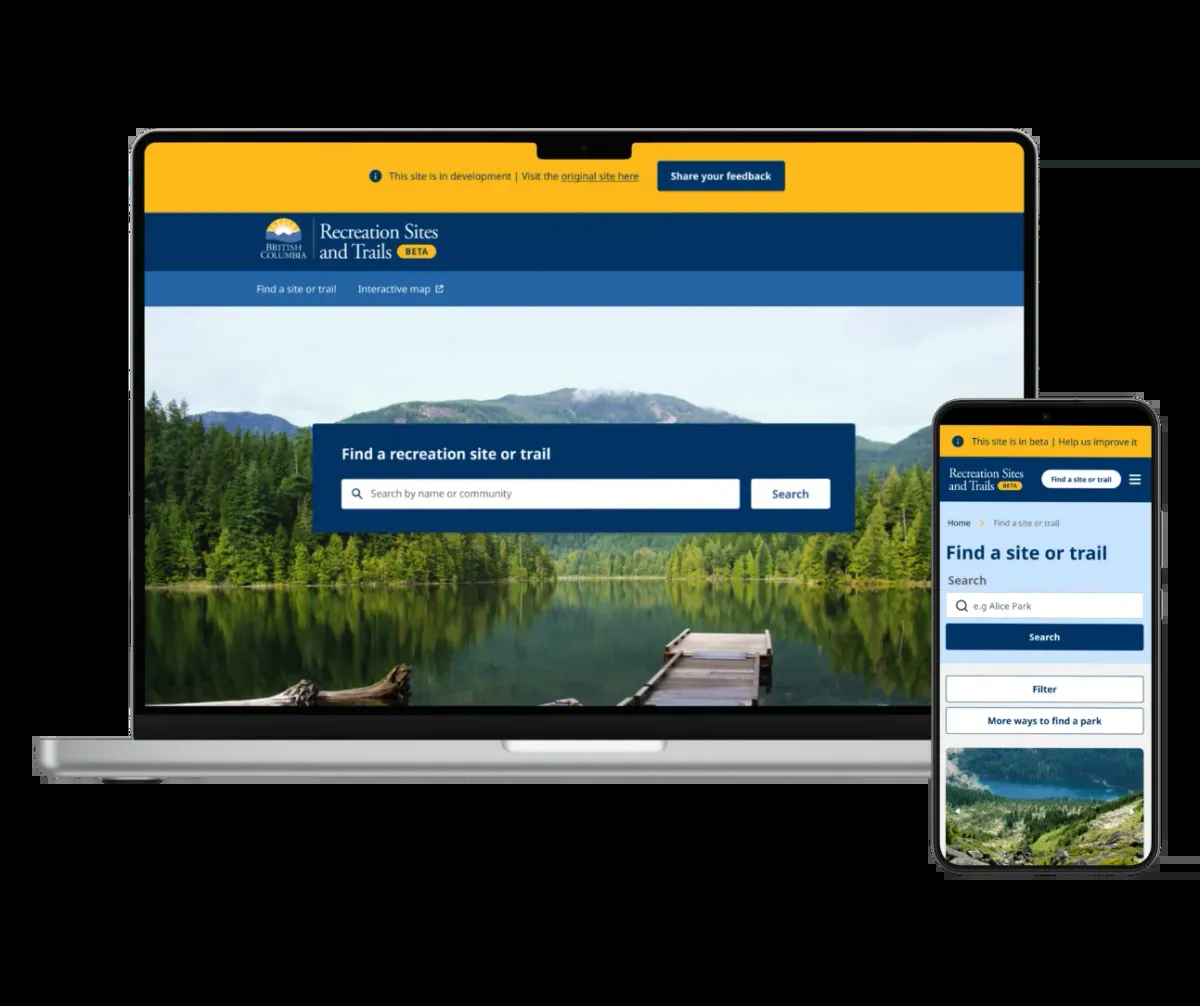 This site is in development | Visit the original site here
Share your feedback
BRITISH
COLUMBIA
Recreation Sites
and Trails BETA
Find a site or trail
Interactive map
Find a recreation site or trail
Search by name or community
Search
This site is in beta | Help us improve it
Recreation Sites
and Trails BETA
Find a site or trail
Home
Find a site or trail
Find a site or trail
Search
e.g Alice Park
Search
Filter
More ways to find a park